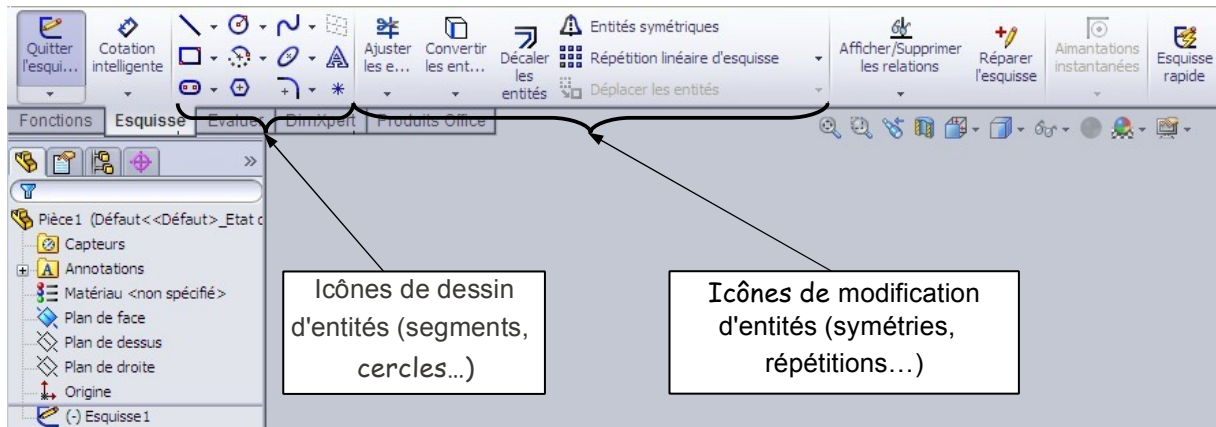 Quitter
l'esqui...
Cotation
intelligente
Ajuster
les e...
Convertir
les ent...
Décaler
les
entités
Entités symétriques
Répétition linéaire d'esquisse
Déplacer les entités
Afficher/Supprimer
les relations
Réparer
l'esquisse
Aimantations
instantanées
Esquisse
rapide
Fonctions Esquisse Evaluer DimXpert Produits Office
Pièce1 (Défaut<<Défaut>_Etat d
Capteurs
Annotations
Matériau <non spécifié>
Plan de face
Plan de dessus
Plan de droite
Origine
(-) Esquisse1
Icônes de dessin
d'entités (segments,
cercles...)
Icônes de modification
d'entités (symétries,
répétitions...)